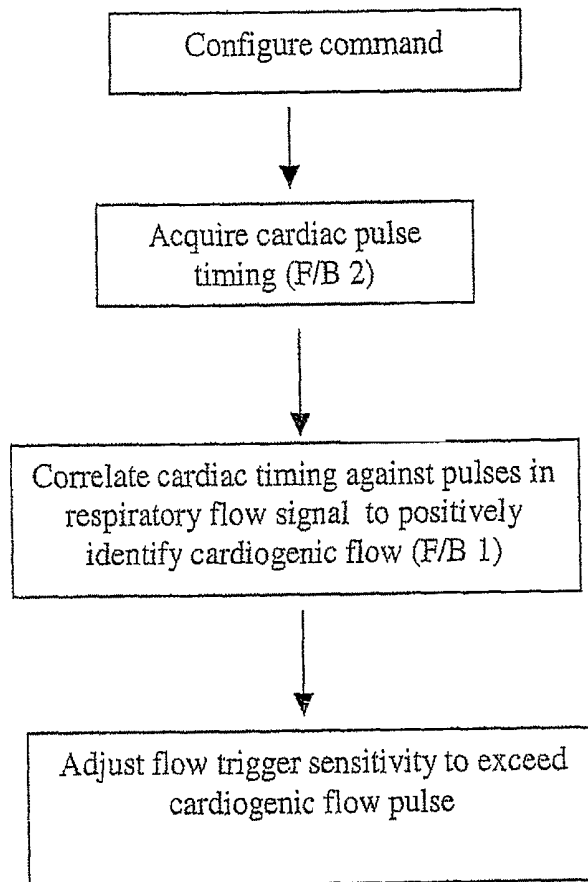 Configure command
Acquire cardiac pulse
timing (F/B 2)
Correlate cardiac timing against pulses in
respiratory flow signal to positively
identify cardiogenic flow (F/B 1)
Adjust flow trigger sensitivity to exceed
cardiogenic flow pulse